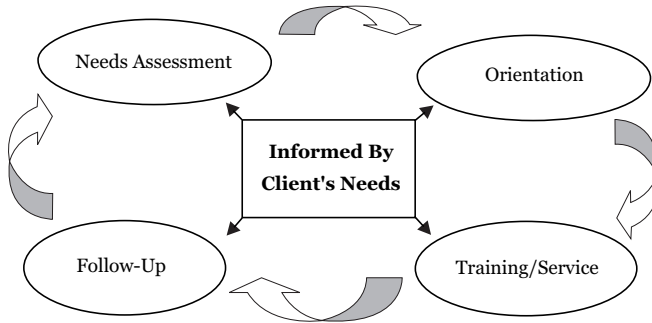 Needs Assessment
Orientation
Informed By
Client's Needs
Follow-Up
Training/Service